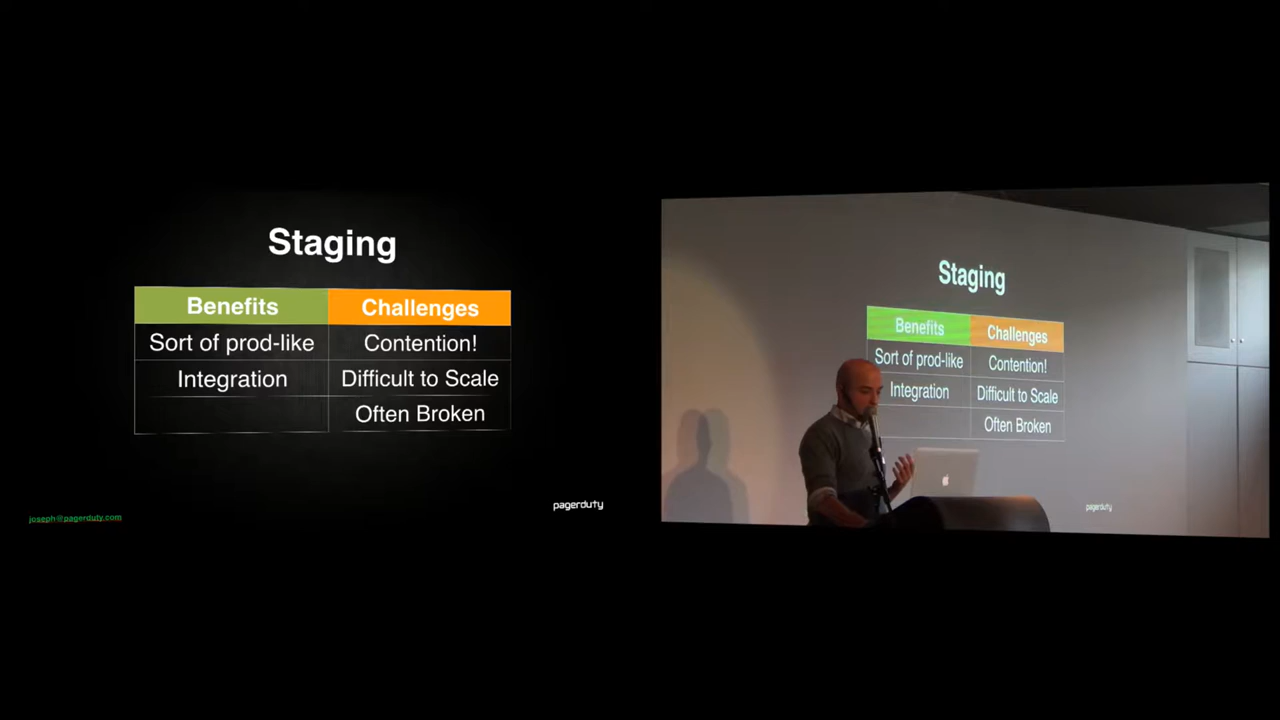 Staging
Benefits Challenges
Sort of prod-like Contention!
Integration Difficult to Scale
Often Broken
joseph@pagerduty.com
pagerduty
Staging
Benefits Challenges
Sort of prod-like Contention!
Integration Difficult to Scale
Often Broken
pagerduty